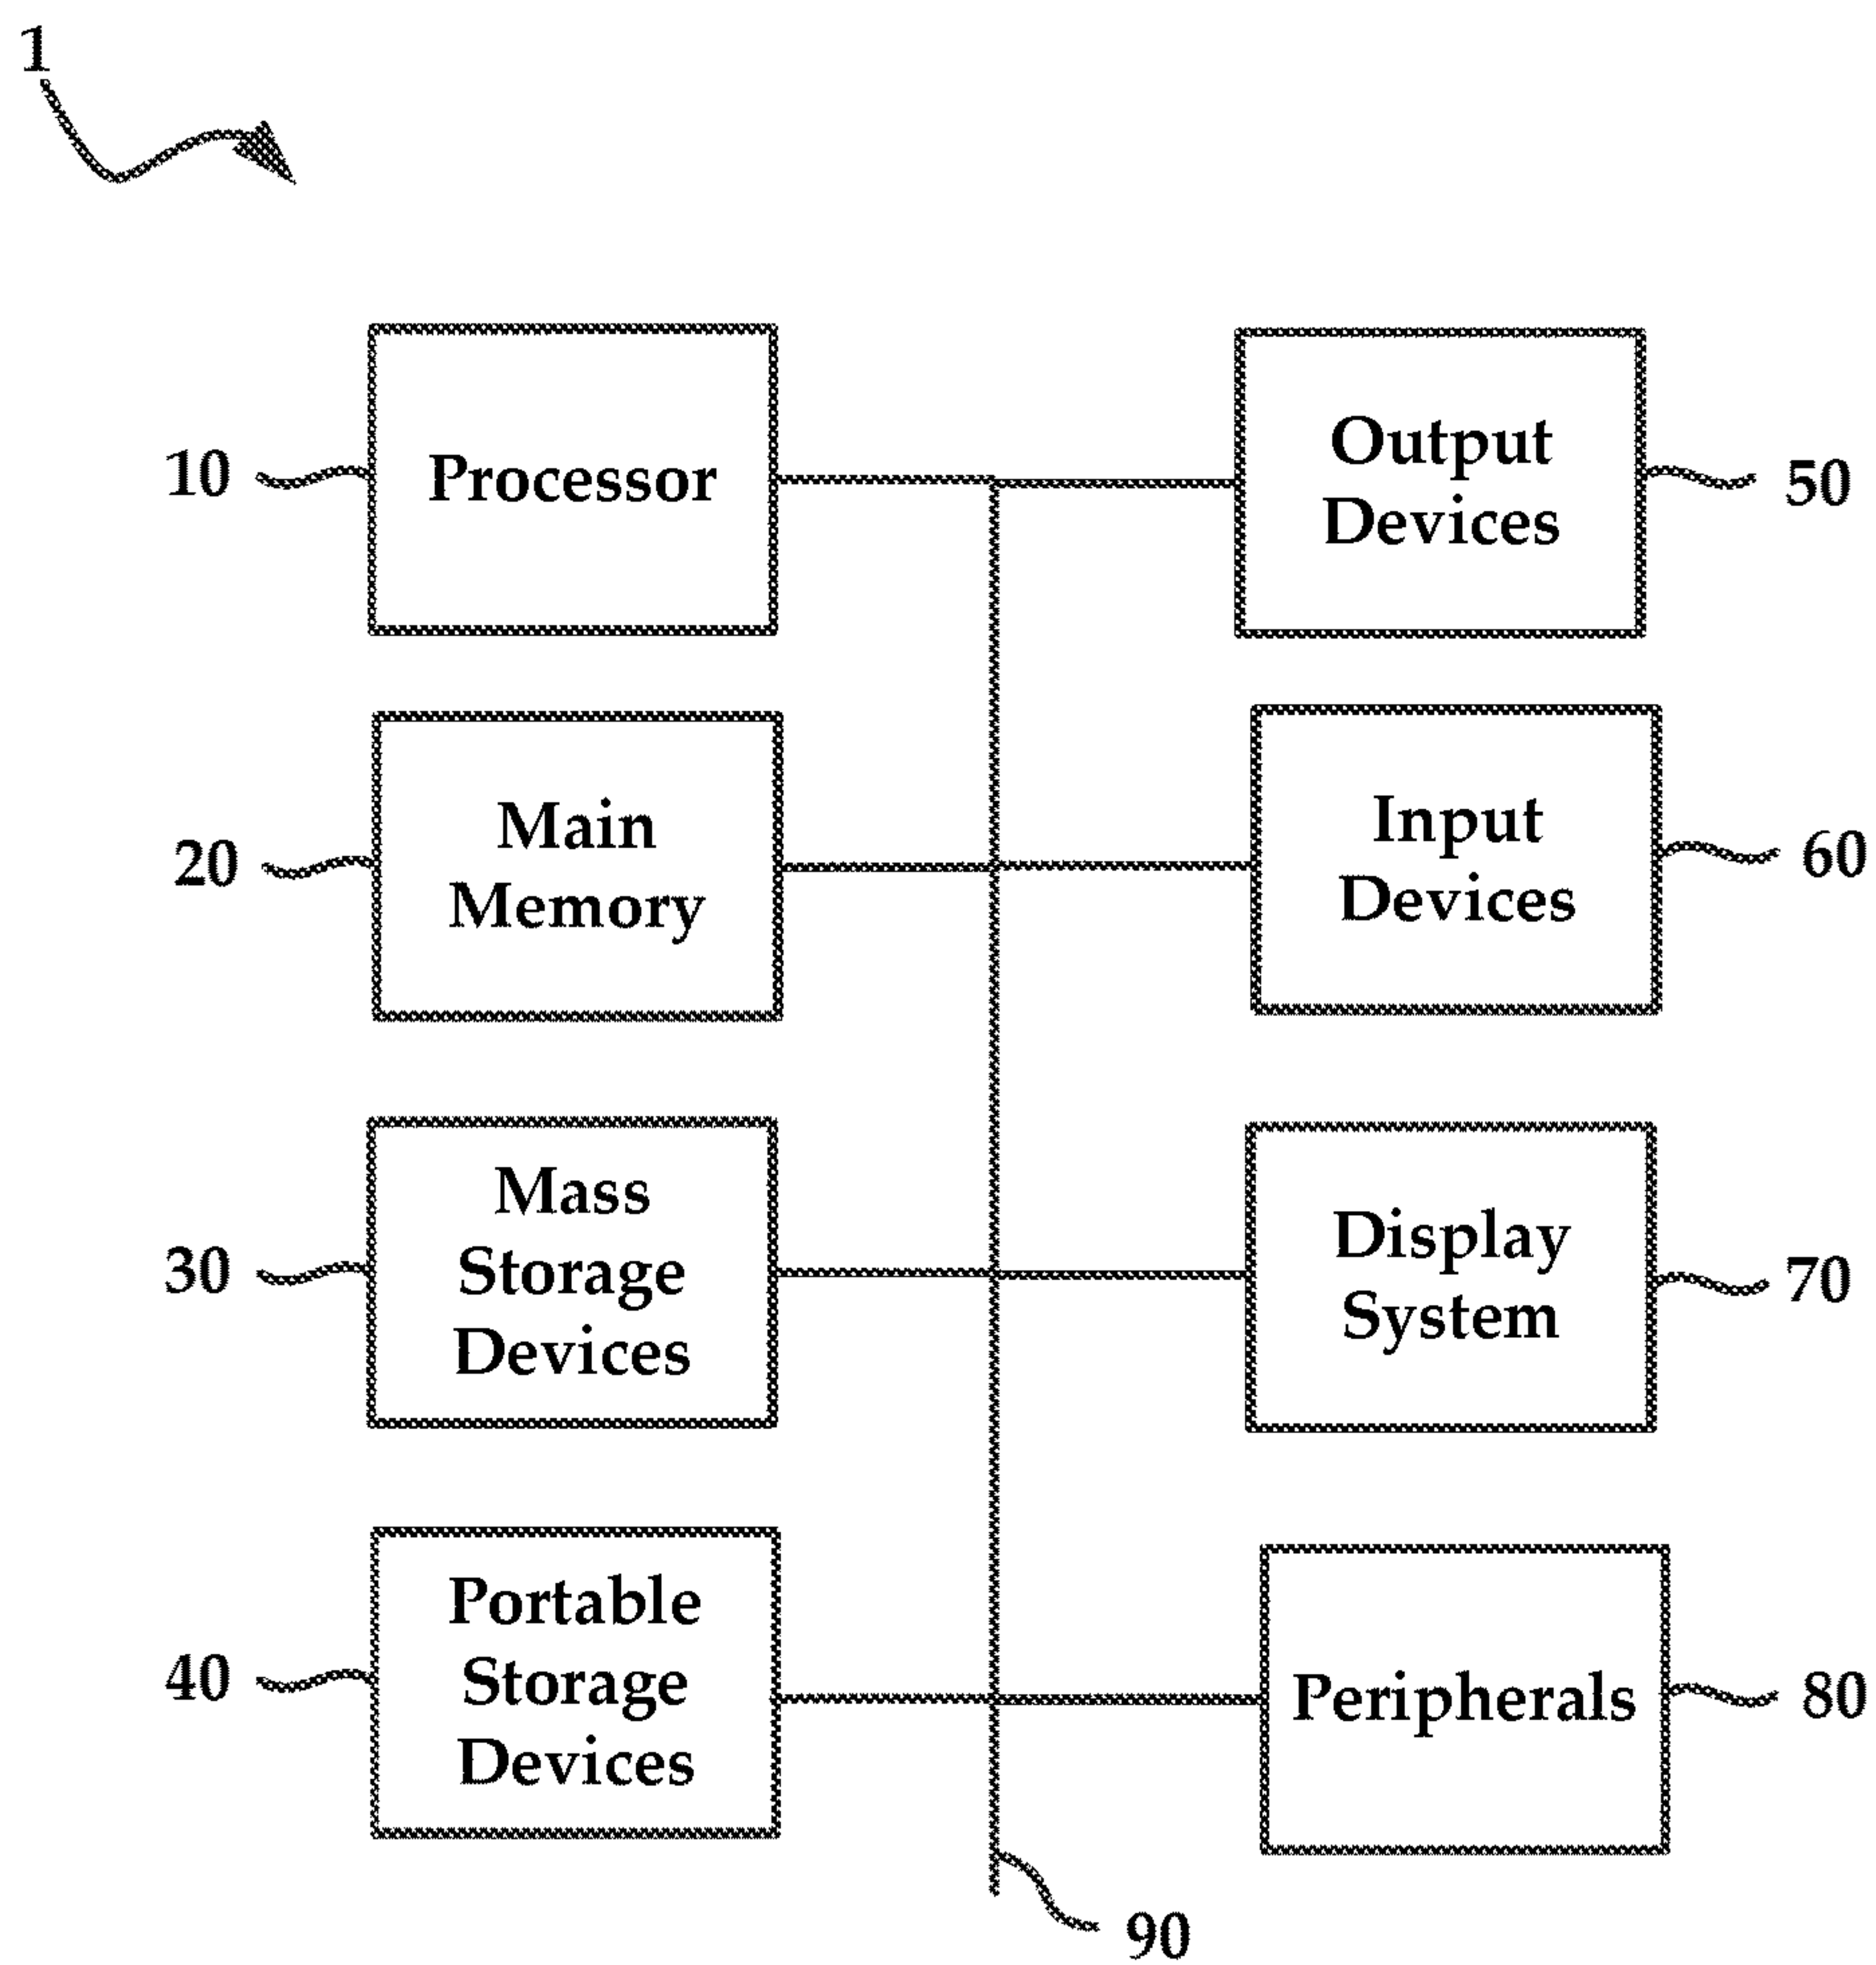 1
10
Processor
Output
Devices
50
20
Main
Memory
Input
Devices
60
30
Mass
Storage
Devices
Display
System
70
40
Portable
Storage
Devices
Peripherals
80
90